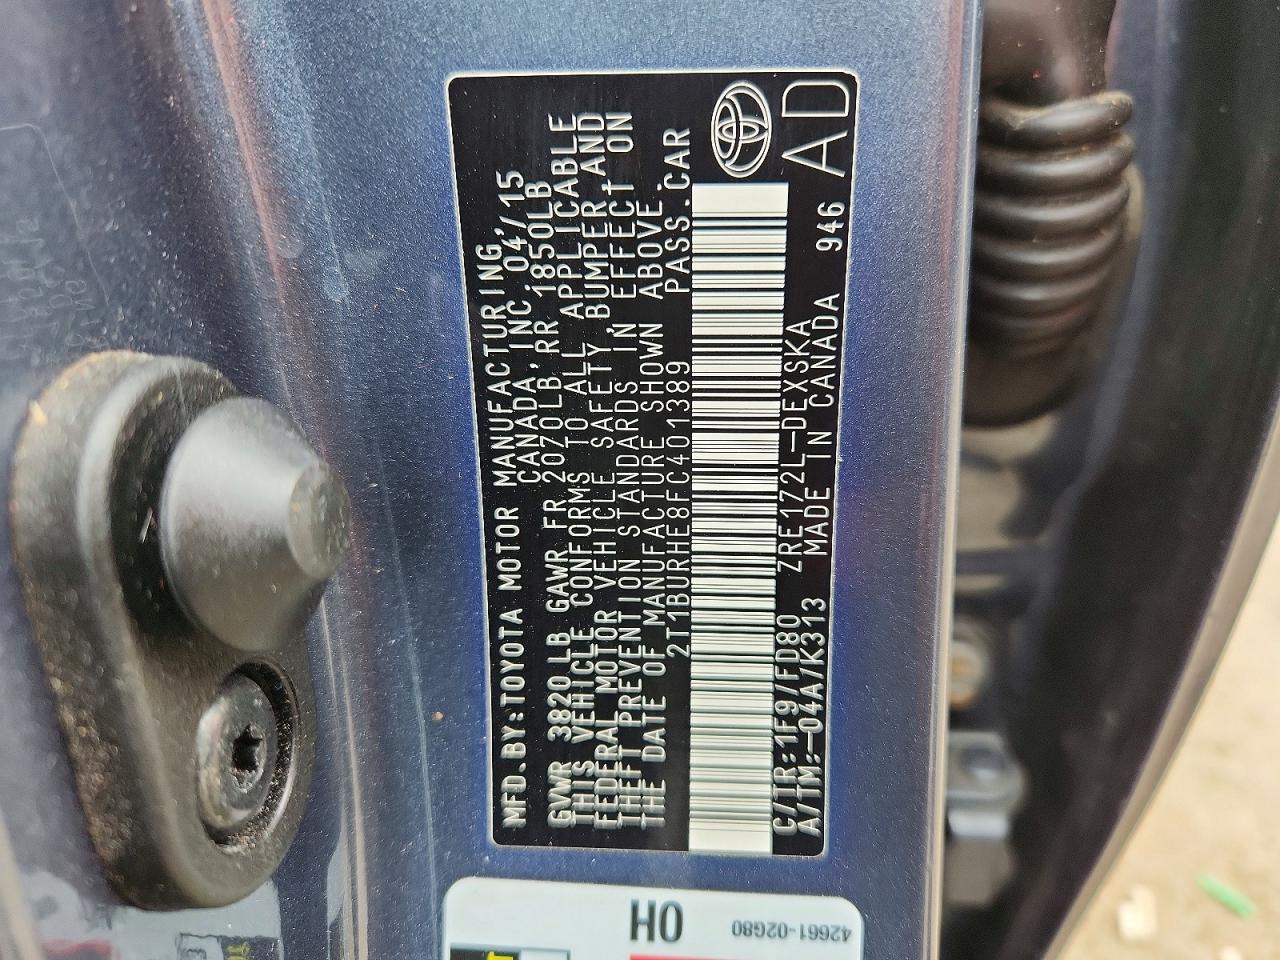 MFD.BY:TOYOTA MOTOR MANUFACTURING,
CANADA, INC. 04/15
GVWR 3820LB GAWR FR 2070LB,RR 1850LB
THIS VEHICLE CONFORMS TO ALL APPLICABLE
FEDERAL MOTOR VEHICLE SAFETY, BUMPER AND
THEFT PREVENTION STANDARDS IN EFFECT ON
THE DATE OF MANUFACTURE SHOWN ABOVE.
2T1BURHE8FC401389 PASS.CAR
C/TR:1F9/FD80 ZRE172L-DEXSKA
A/TM:-04A/K313 MADE IN CANADA 946
AD
0H
42661-02G80